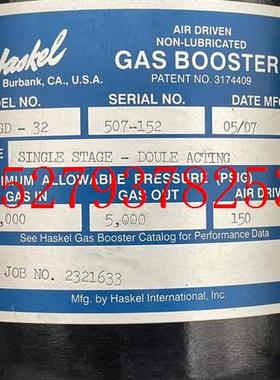 Haskel
Burbank, CA., U.S.A.
AIR DRIVEN
NON-LUBRICATED
GAS BOOSTER
PATENT NO. 3174409
DEL NO.
SERIAL NO.
DATE MF
GD - 32
507-152
05/07
E
SINGLE STAGE - DOULE ACTING
IMUM ALLOWABLE PRESSURE (PSIG)
GAS IN
GAS OUT
AIR DRIV
,000
5,000
150
15279378253
See Haskel Gas Booster Catalog for Performance Data
JOB NO. 2321633
Mfg. by Haskel International, Inc.